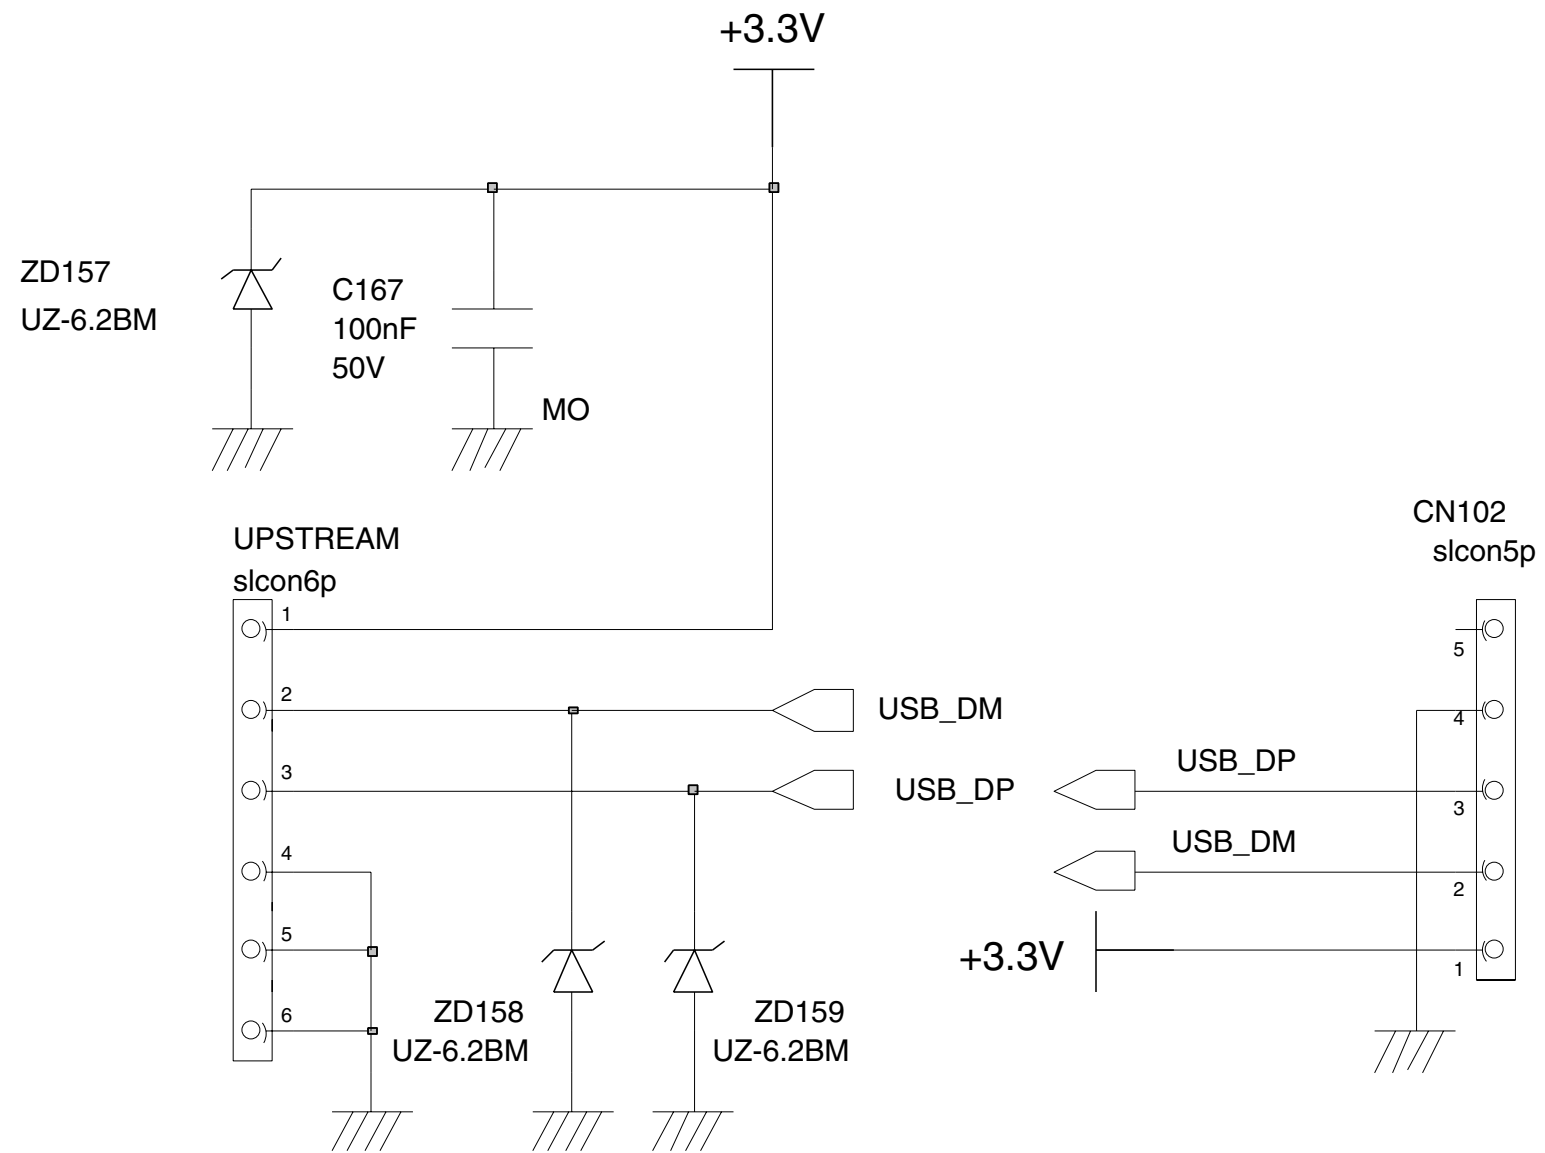 +3.3V
ZD157
UZ-6.2BM
C167
100nF
50V
MO
UPSTREAM
slcon6p
1
2
3
4
5
6
USB_DM
USB_DP
ZD158
UZ-6.2BM
ZD159
UZ-6.2BM
CN102
slcon5p
5
4
3
2
1
USB_DP
USB_DM
+3.3V